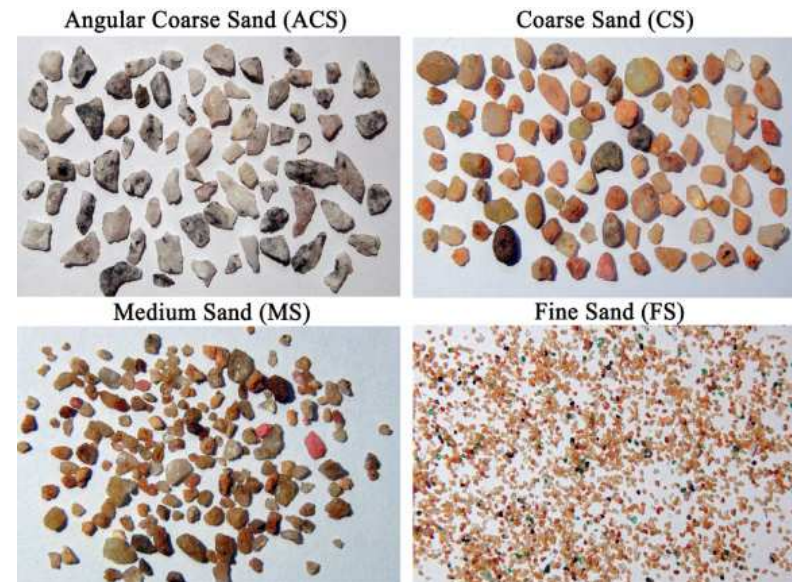 Angular Coarse Sand (ACS)
Coarse Sand (CS)
Medium Sand (MS)
Fine Sand (FS)